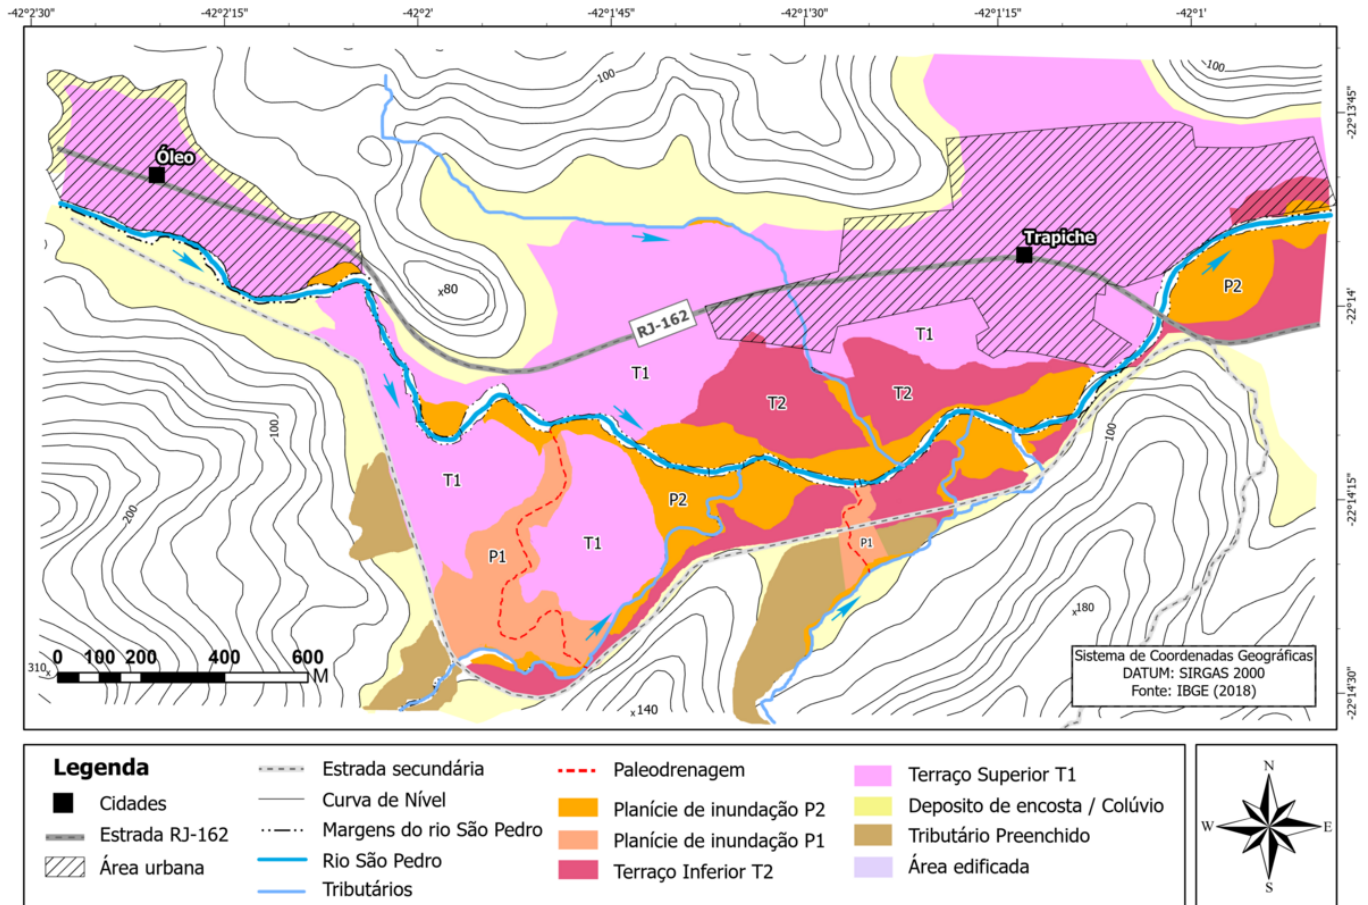 -42°2'30"
-42°2'15"
-42°2'
-42°1'45"
-42°1'30"
-42°1'15"
-42°1'
100
100
-22°13'45"
Óleo
Trapiche
x80
P2
-22°14'
RJ-162
T1
T1
T2
T2
100
100
T1
P2
-22°14'15"
200
P1
T1
P1
x180
310x
0 100 200 400 600
M
x140
Sistema de Coordenadas Geográficas
DATUM: SIRGAS 2000
Fonte: IBGE (2018)
-22°14'30"
Legenda
Cidades
Estrada RJ-162
Área urbana
Estrada secundária
Curva de Nível
Margens do rio São Pedro
Rio São Pedro
Tributários
Paleodrenagem
Planície de inundação P2
Planície de inundação P1
Terraço Inferior T2
Terraço Superior T1
Deposito de encosta / Colúvio
Tributário Preenchido
Área edificada
N
W E
S